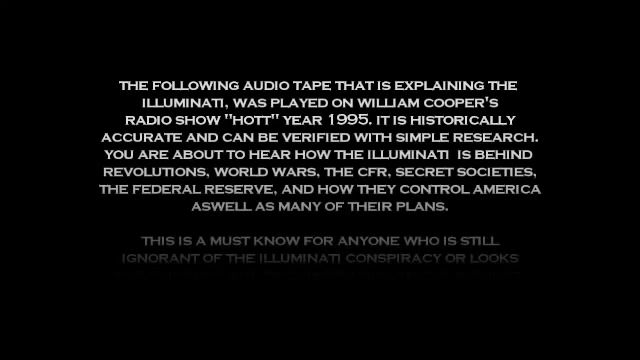 THE FOLLOWING AUDIO TAPE THAT IS EXPLAINING THE
ILLUMINATI, WAS PLAYED ON WILLIAM COOPER'S
RADIO SHOW "HOTT" YEAR 1995. IT IS HISTORICALLY
ACCURATE AND CAN BE VERIFIED WITH SIMPLE RESEARCH.
YOU ARE ABOUT TO HEAR HOW THE ILLUMINATI IS BEHIND
REVOLUTIONS, WORLD WARS, THE CFR, SECRET SOCIETIES,
THE FEDERAL RESERVE, AND HOW THEY CONTROL AMERICA
ASWELL AS MANY OF THEIR PLANS.
THIS IS A MUST KNOW FOR ANYONE WHO IS STILL
IGNORANT OF THE ILLUMINATI CONSPIRACY OR LOOKS